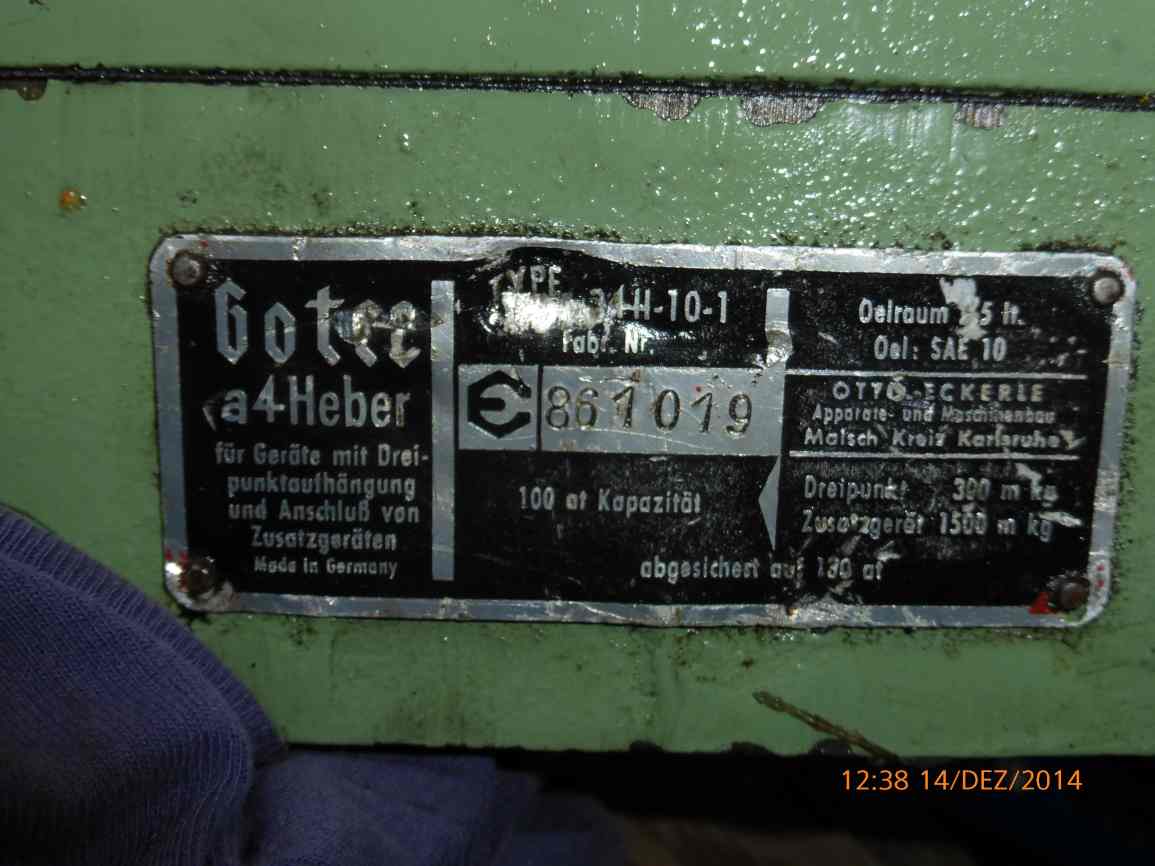 a4Heber
für Geräte mit Drei-
punktaufhängung
und Anschluß von
Zusatzgeräten
Made in Germany
TYPE
34H-10-1
Fabr. Nr.
861019
100 at Kapazität
abgesichert auf 130 at
Oelraum 5 lt.
Oel: SAE 10
OTTO ECKERLE
Apparate- und Maschinenbau
Malsch Kreis Karlsruhe
Dreipunkt 300 m kg
Zusatzgerät 1500 m kg
12:38 14/DEZ/2014